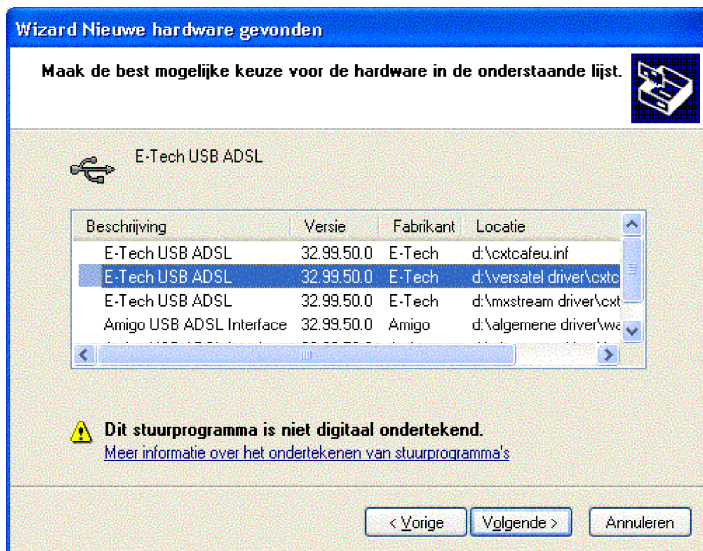 Wizard Nieuwe hardware gevonden
Maak de best mogelijke keuze voor de hardware in de onderstaande lijst.
E-Tech USB ADSL
Beschrijving Versie Fabrikant Locatie
E-Tech USB ADSL 32.99.50.0 E-Tech d:\cxtcafeu.inf
E-Tech USB ADSL 32.99.50.0 E-Tech d:\versatel driver\cxtc
E-Tech USB ADSL 32.99.50.0 E-Tech d:\mxstream driver\cxt
Amigo USB ADSL Interface 32.99.50.0 Amigo d:\algemene driver\wa
Dit stuurprogramma is niet digitaal ondertekend.
Meer informatie over het ondertekenen van stuurprogramma's
< Vorige Volgende > Annuleren